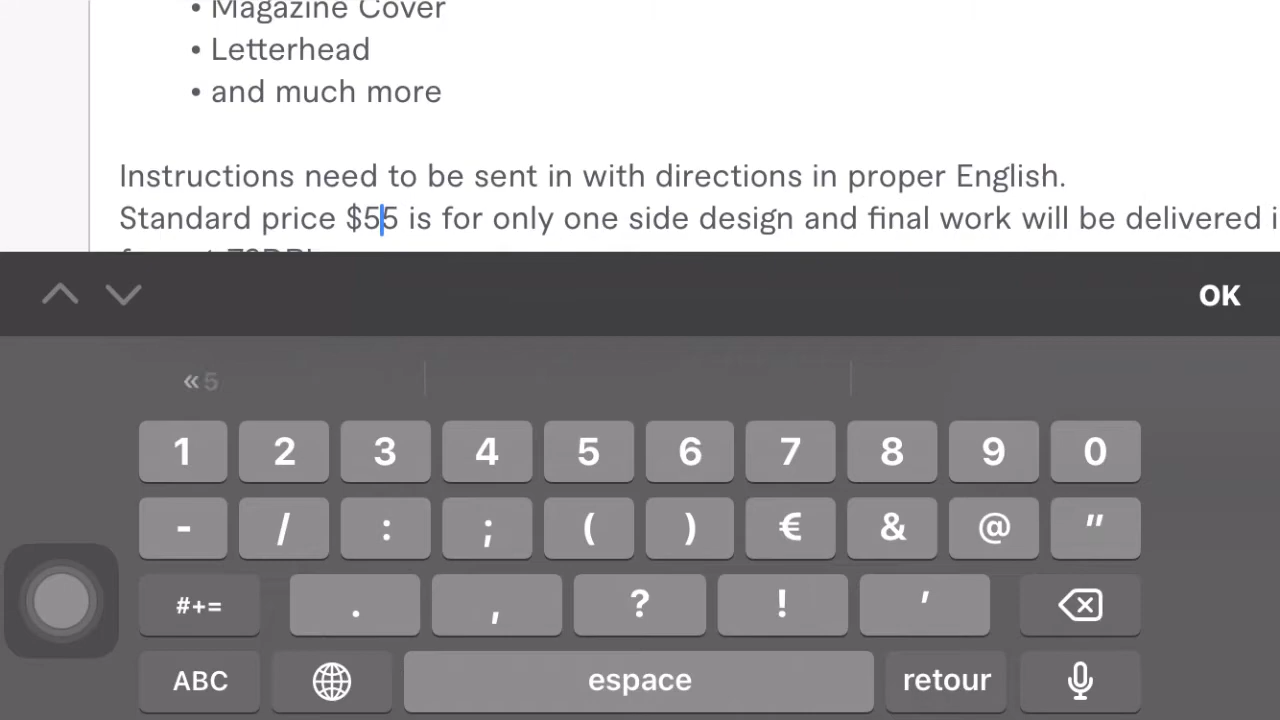 • Magazine Cover
• Letterhead
• and much more
Instructions need to be sent in with directions in proper English.
Standard price $55 is for only one side design and final work will be delivered
OK
«5
1 2 3 4 5 6 7 8 9 0
- / : ; ( ) € & @ "
#+= . , ? ! '
ABC espace retour